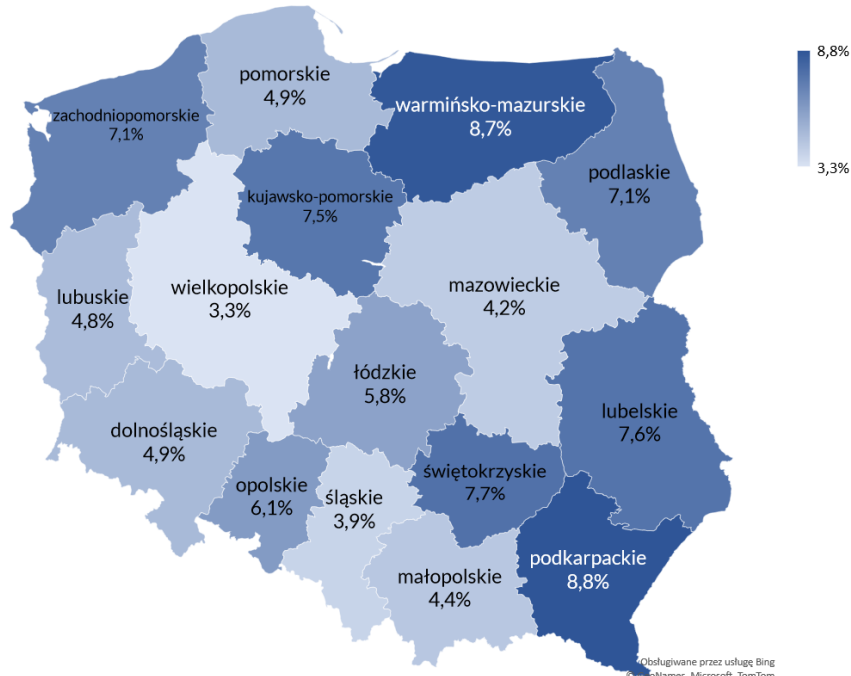 8,8%
pomorskie
4,9%
warmińsko-mazurskie
8,7%
zachodniopomorskie
7,1%
3,3%
podlaskie
7,1%
kujawsko-pomorskie
7,5%
mazowieckie
4,2%
wielkopolskie
3,3%
lubuskie
4,8%
łódzkie
5,8%
lubelskie
7,6%
dolnośląskie
4,9%
świętokrzyskie
7,7%
opolskie
6,1%
śląskie
3,9%
podkarpackie
8,8%
małopolskie
4,4%
Obsługiwane przez usługę Bing
Microsoft, TomTom